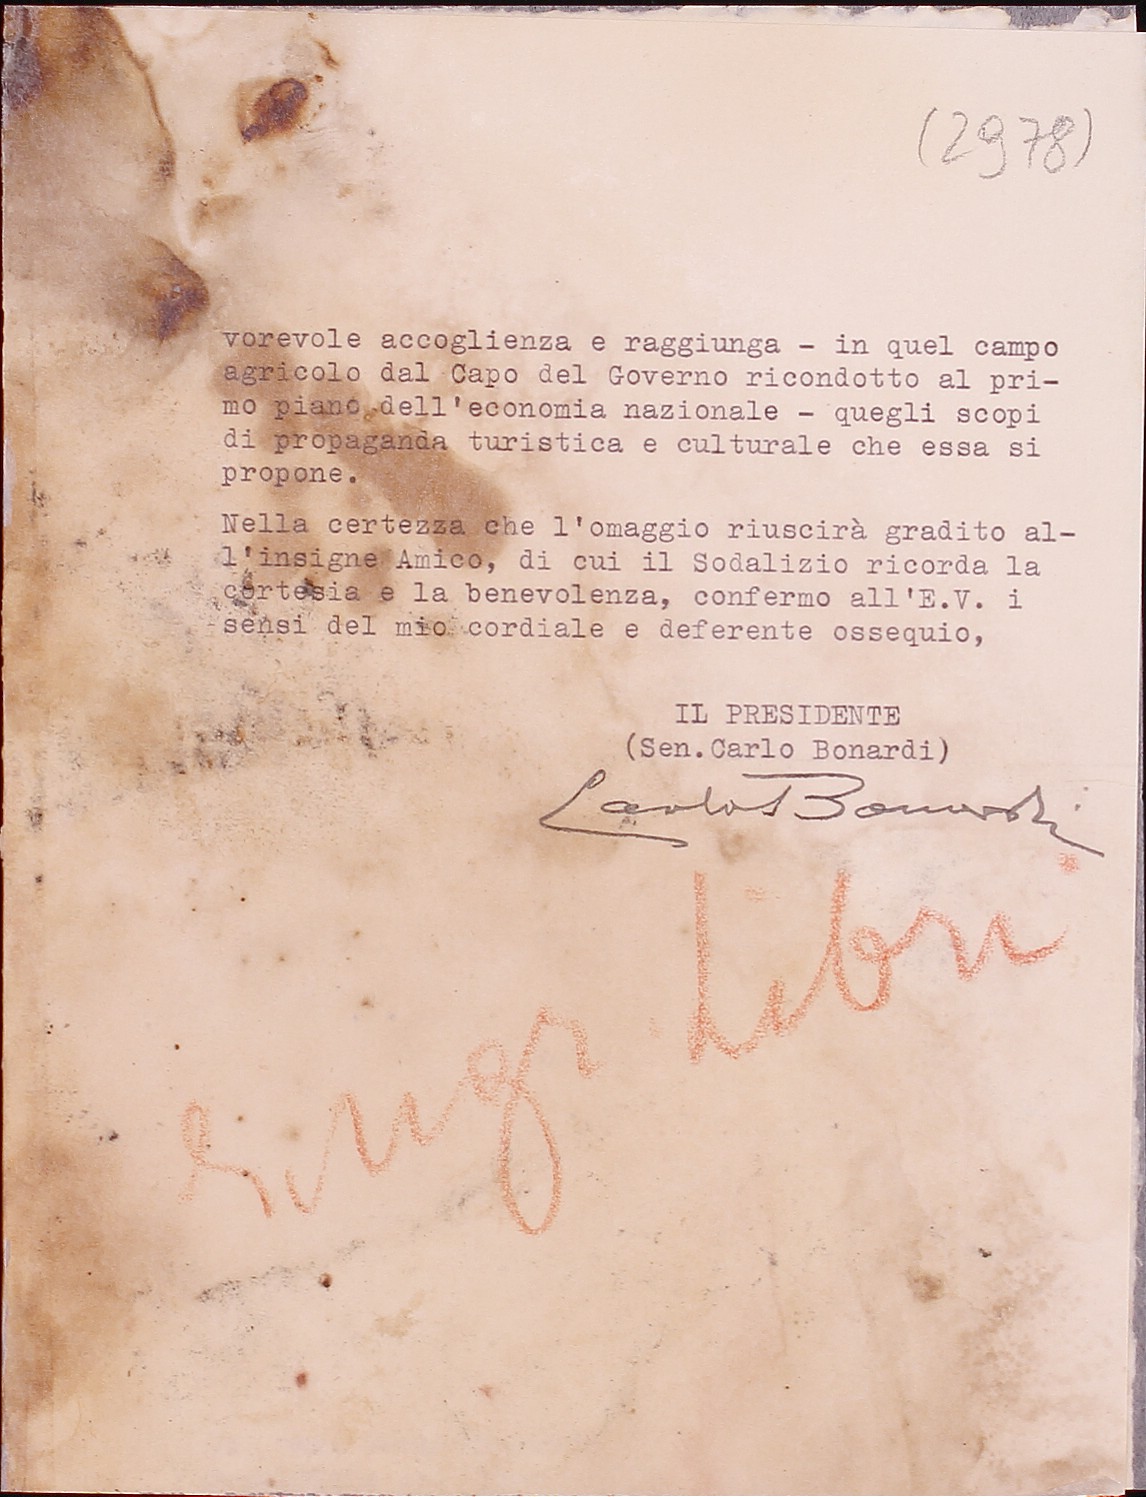 (2978)
vorevole accoglienza e raggiunga - in quel campo
agricolo dal Capo del Governo ricondotto al pri-
mo piano dell'economia nazionale - quegli scopi
di propaganda turistica e culturale che essa si
propone.
Nella certezza che l'omaggio riuscirà gradito al-
l'insigne Amico, di cui il Sodalizio ricorda la
cortesia e la benevolenza, confermo all'E.V. i
sensi del mio cordiale e deferente ossequio,
IL PRESIDENTE
(Sen.Carlo Bonardi)
Carlo Bonardi
libri